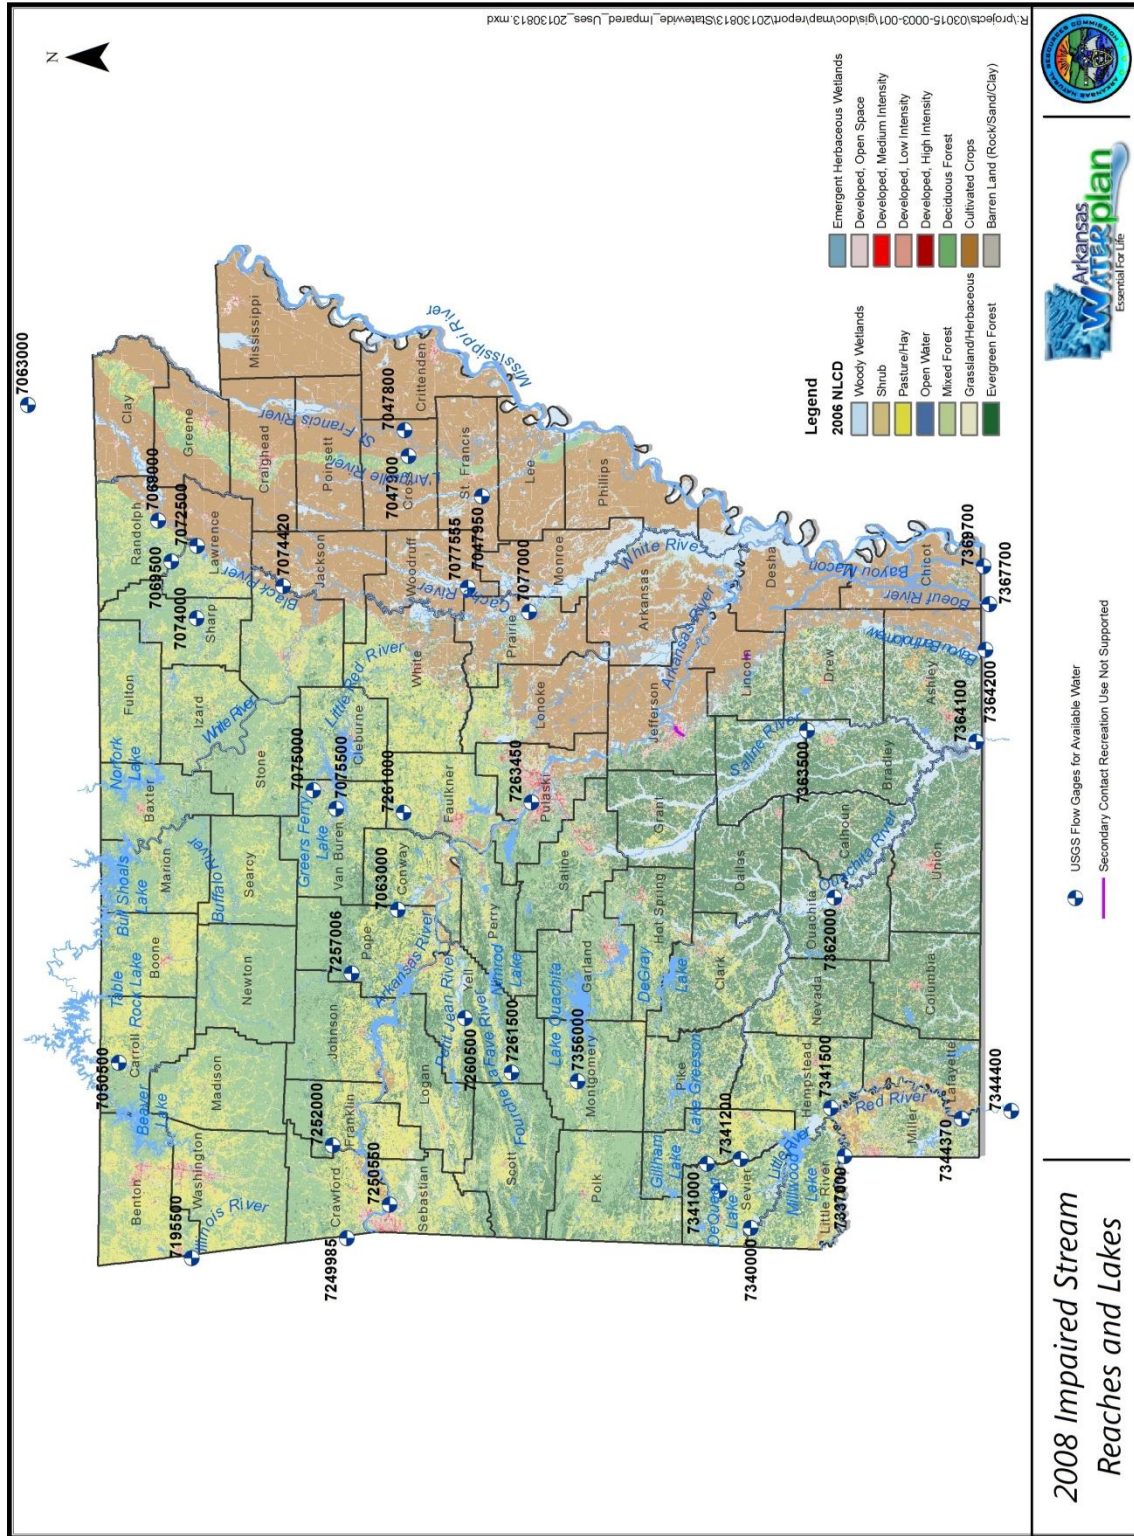 R:\projects\03015-0003-001\gis\doc\map\report\2012\20130813\Statewide_Impared_Uses_20130813.mxd
N
7063000
Clay
Mississippi
Greene
Craighead
Poinsett
St. Francis River
L'Anguille River
7047800
Crittenden
Mississippi River
7047900
Cross
St. Francis
Lee
Phillips
Randolph
7068000
7069500
7072500
Lawrence
7074000
Sharp
7074420
Black River
Jackson
Woodruff
Cache River
7077555
7047950
7077000
Prairie
Monroe
White River
Arkansas
Arkansas River
Desha
Bayou Macon
Chicot
Boeuf River
7369700
7367700
Fulton
Izard
White River
Norfork Lake
Baxter
Stone
Little Red River
Cleburne
7075000
7075500
White
Lonoke
7263450
Pulaski
Jefferson
Lincoln
Drew
Ashley
Bayou Bartholomew
7364200
7364100
Bull Shoals Lake
Marion
Buffalo River
Searcy
Greers Ferry Lake
Van Buren
7261000
Faulkner
Conway
7063000
Saline
Grant
Saline River
7363500
Bradley
Table Rock Lake
Boone
Newton
7257006
Pope
Arkansas River
Perry
Nimrod Lake
Yell
Petit Jean River
Fourche LaFave River
7260500
7261500
Garland
Lake Ouachita
Hot Spring
DeGray Lake
Dallas
Clark
Ouachita
Calhoun
Ouachita River
7362000
Union
Nevada
Columbia
7050500
Carroll
Beaver Lake
Madison
Johnson
7252000
Franklin
Logan
7356000
Montgomery
Pike
Lake Greeson
Hempstead
7341500
Red River
Lafayette
Miller
7344370
7344400
Benton
Washington
7195500
Illinois River
Crawford
7249985
7250550
Sebastian
Scott
Polk
Gillham Lake
7341000
7341200
DeQueen Lake
Sevier
7340000
Little River
Millwood Lake
Little River
7337000
Legend
2006 NLCD
Woody Wetlands
Shrub
Pasture/Hay
Open Water
Mixed Forest
Grassland/Herbaceous
Evergreen Forest
Emergent Herbaceous Wetlands
Developed, Open Space
Developed, Medium Intensity
Developed, Low Intensity
Developed, High Intensity
Deciduous Forest
Cultivated Crops
Barren Land (Rock/Sand/Clay)
USGS Flow Gages for Available Water
Secondary Contact Recreation Use Not Supported
2008 Impaired Stream
Reaches and Lakes
Arkansas
WATERplan
Essential For Life
ARKANSAS NATURAL RESOURCES COMMISSION